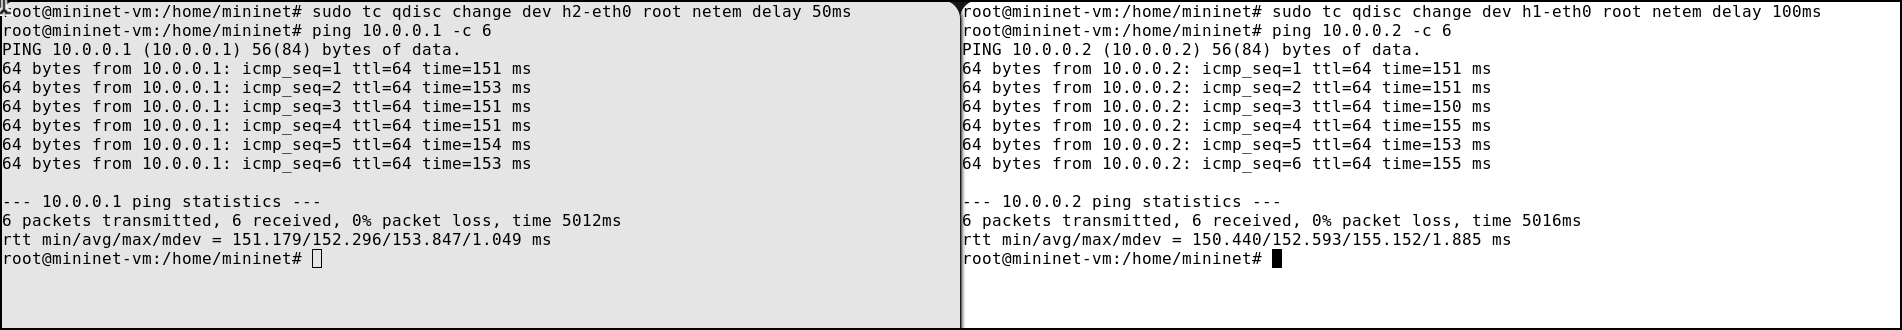 root@mininet-vm:/home/mininet# sudo tc qdisc change dev h2-eth0 root netem delay 50ms
root@mininet-vm:/home/mininet# ping 10.0.0.1 -c 6
PING 10.0.0.1 (10.0.0.1) 56(84) bytes of data.
64 bytes from 10.0.0.1: icmp_seq=1 ttl=64 time=151 ms
64 bytes from 10.0.0.1: icmp_seq=2 ttl=64 time=153 ms
64 bytes from 10.0.0.1: icmp_seq=3 ttl=64 time=151 ms
64 bytes from 10.0.0.1: icmp_seq=4 ttl=64 time=151 ms
64 bytes from 10.0.0.1: icmp_seq=5 ttl=64 time=154 ms
64 bytes from 10.0.0.1: icmp_seq=6 ttl=64 time=153 ms

--- 10.0.0.1 ping statistics ---
6 packets transmitted, 6 received, 0% packet loss, time 5012ms
rtt min/avg/max/mdev = 151.179/152.296/153.847/1.049 ms
root@mininet-vm:/home/mininet#
root@mininet-vm:/home/mininet# sudo tc qdisc change dev h1-eth0 root netem delay 100ms
root@mininet-vm:/home/mininet# ping 10.0.0.2 -c 6
PING 10.0.0.2 (10.0.0.2) 56(84) bytes of data.
64 bytes from 10.0.0.2: icmp_seq=1 ttl=64 time=151 ms
64 bytes from 10.0.0.2: icmp_seq=2 ttl=64 time=151 ms
64 bytes from 10.0.0.2: icmp_seq=3 ttl=64 time=150 ms
64 bytes from 10.0.0.2: icmp_seq=4 ttl=64 time=155 ms
64 bytes from 10.0.0.2: icmp_seq=5 ttl=64 time=153 ms
64 bytes from 10.0.0.2: icmp_seq=6 ttl=64 time=155 ms

--- 10.0.0.2 ping statistics ---
6 packets transmitted, 6 received, 0% packet loss, time 5016ms
rtt min/avg/max/mdev = 150.440/152.593/155.152/1.885 ms
root@mininet-vm:/home/mininet#